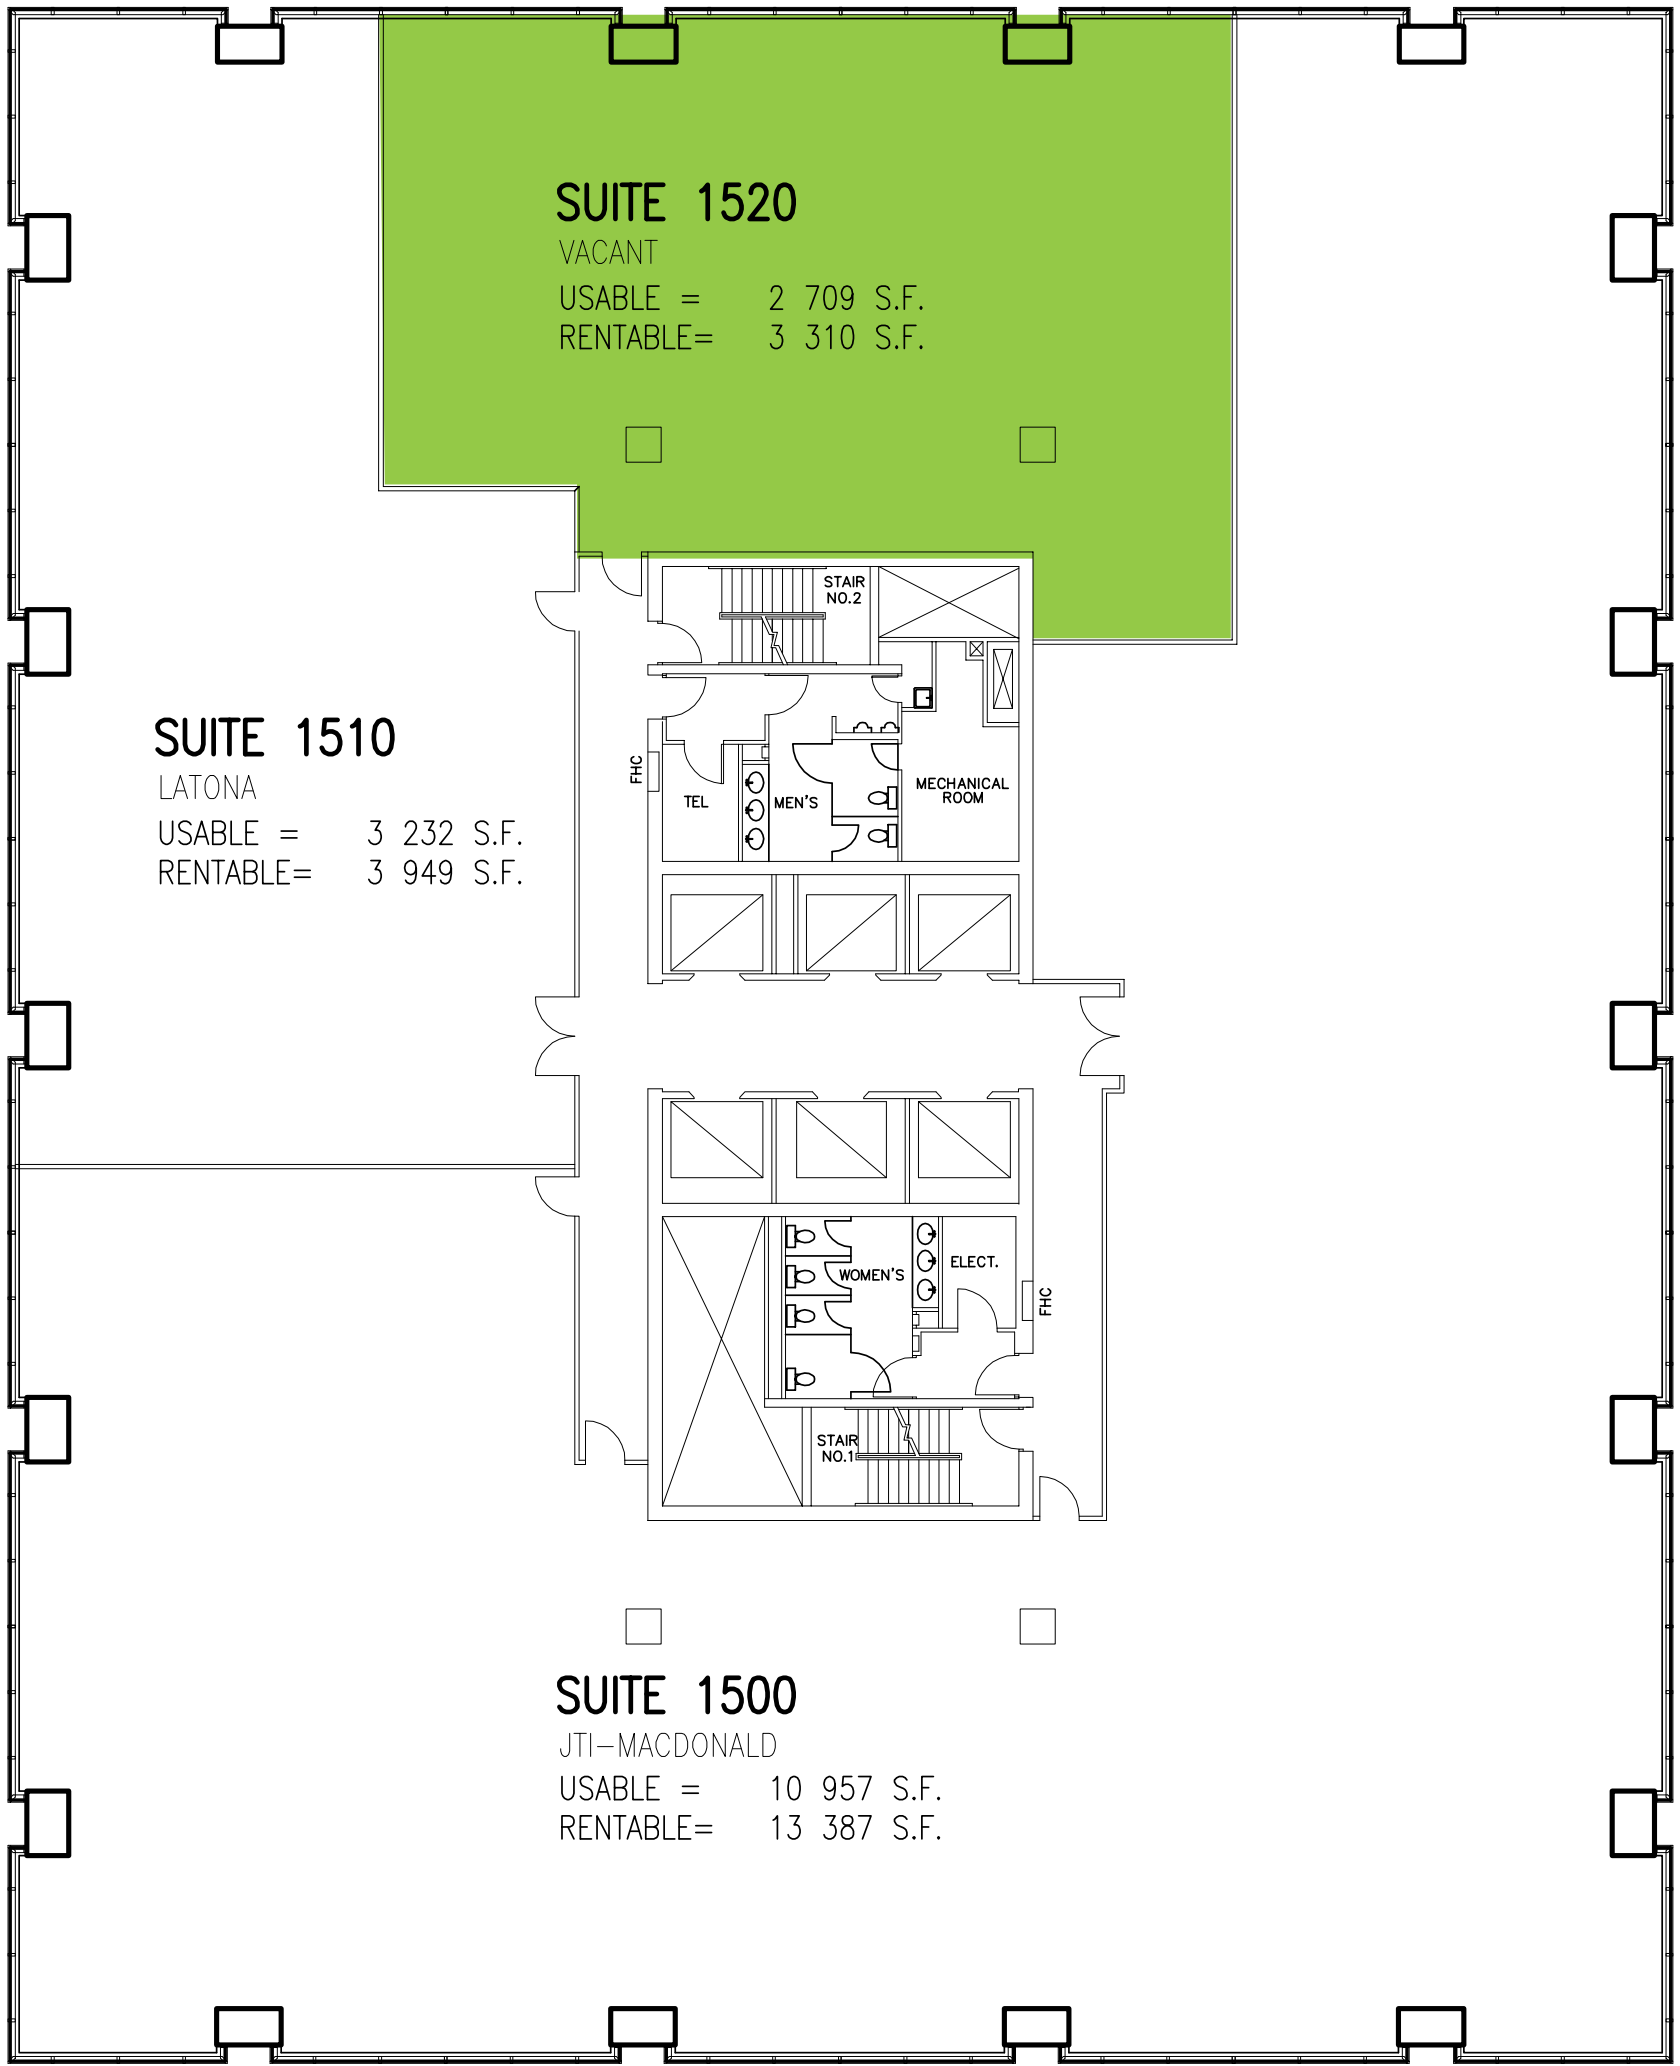 SUITE 1520
VACANT
USABLE = 2 709 S.F.
RENTABLE= 3 310 S.F.
STAIR
NO.2
SUITE 1510
LATONA
USABLE = 3 232 S.F.
RENTABLE= 3 949 S.F.
FHC
TEL
MEN'S
MECHANICAL
ROOM
WOMEN'S
ELECT.
FHC
STAIR
NO.1
SUITE 1500
JTI-MACDONALD
USABLE = 10 957 S.F.
RENTABLE= 13 387 S.F.